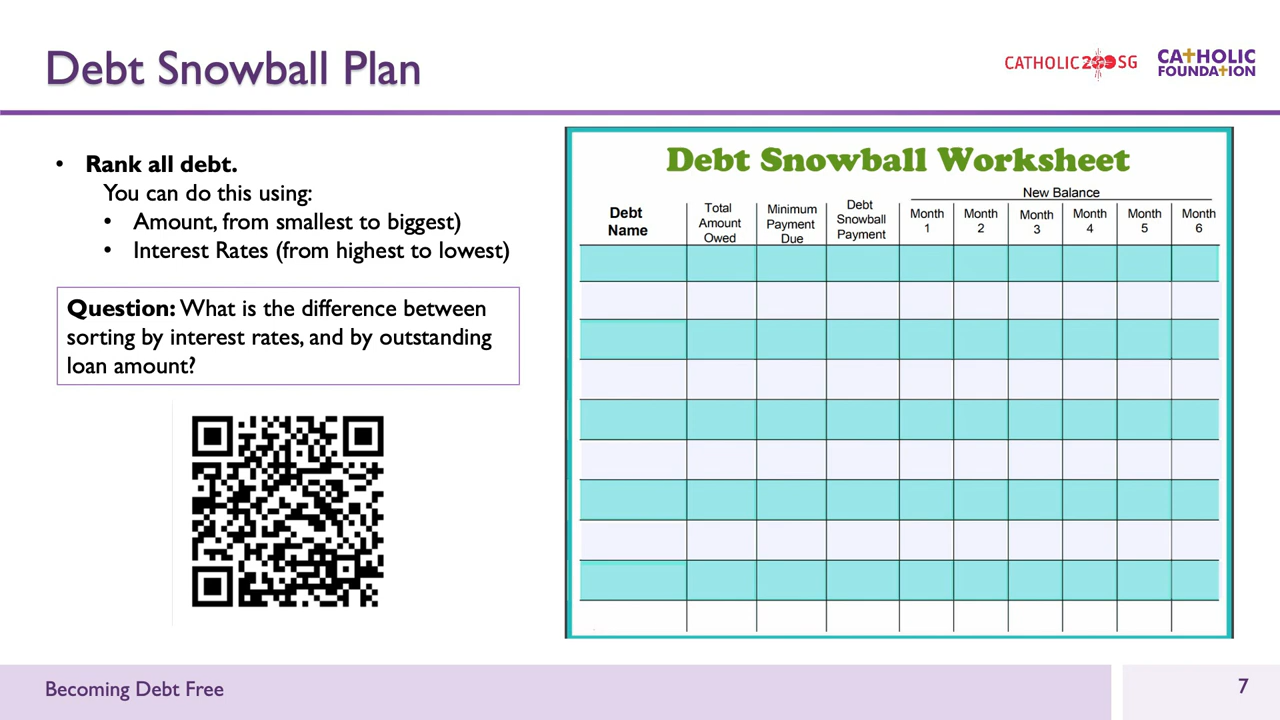 Debt Snowball Plan
CATHOLIC200SG
CATHOLIC
FOUNDATION
• Rank all debt.
You can do this using:
• Amount, from smallest to biggest)
• Interest Rates (from highest to lowest)
Question: What is the difference between
sorting by interest rates, and by outstanding
loan amount?
Debt Snowball Worksheet
New Balance
Debt Name
Total Amount Owed
Minimum Payment Due
Debt Snowball Payment
Month 1
Month 2
Month 3
Month 4
Month 5
Month 6
Becoming Debt Free
7